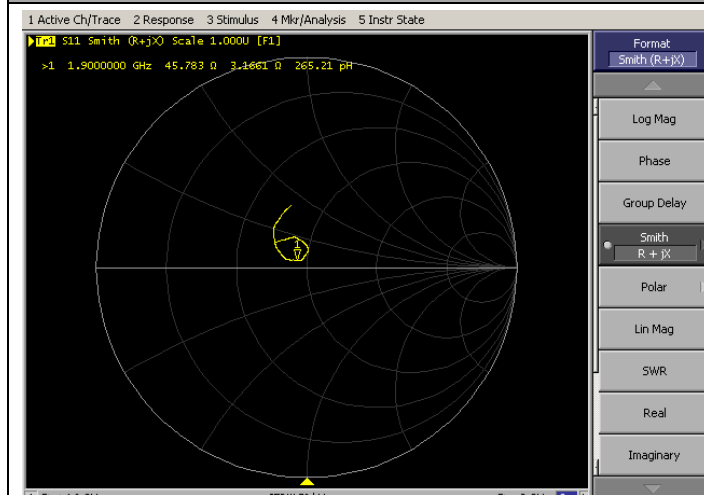 1 Active Ch/Trace 2 Response 3 Stimulus 4 Mkr/Analysis 5 Instr State
Tr1 S11 Smith (R+jX) Scale 1.000U [F1]
>1 1.9000000 GHz 45.783 Ω 3.1661 Ω 265.21 pH
1
Format
Smith (R+jX)
Log Mag
Phase
Group Delay
Smith
R + jX
Polar
Lin Mag
SWR
Real
Imaginary